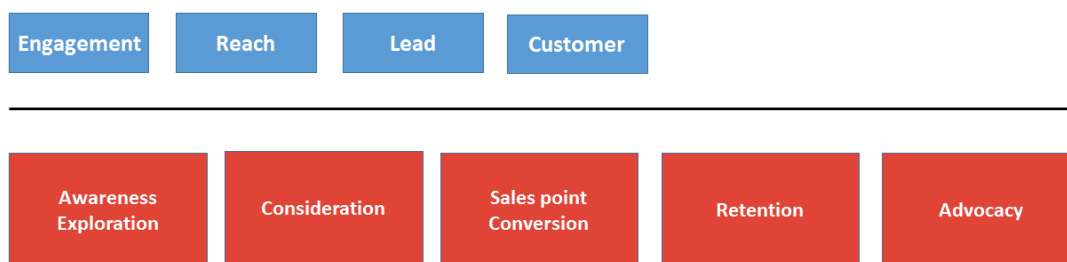 Engagement
Reach
Lead
Customer
Awareness
Exploration
Consideration
Sales point
Conversion
Retention
Advocacy